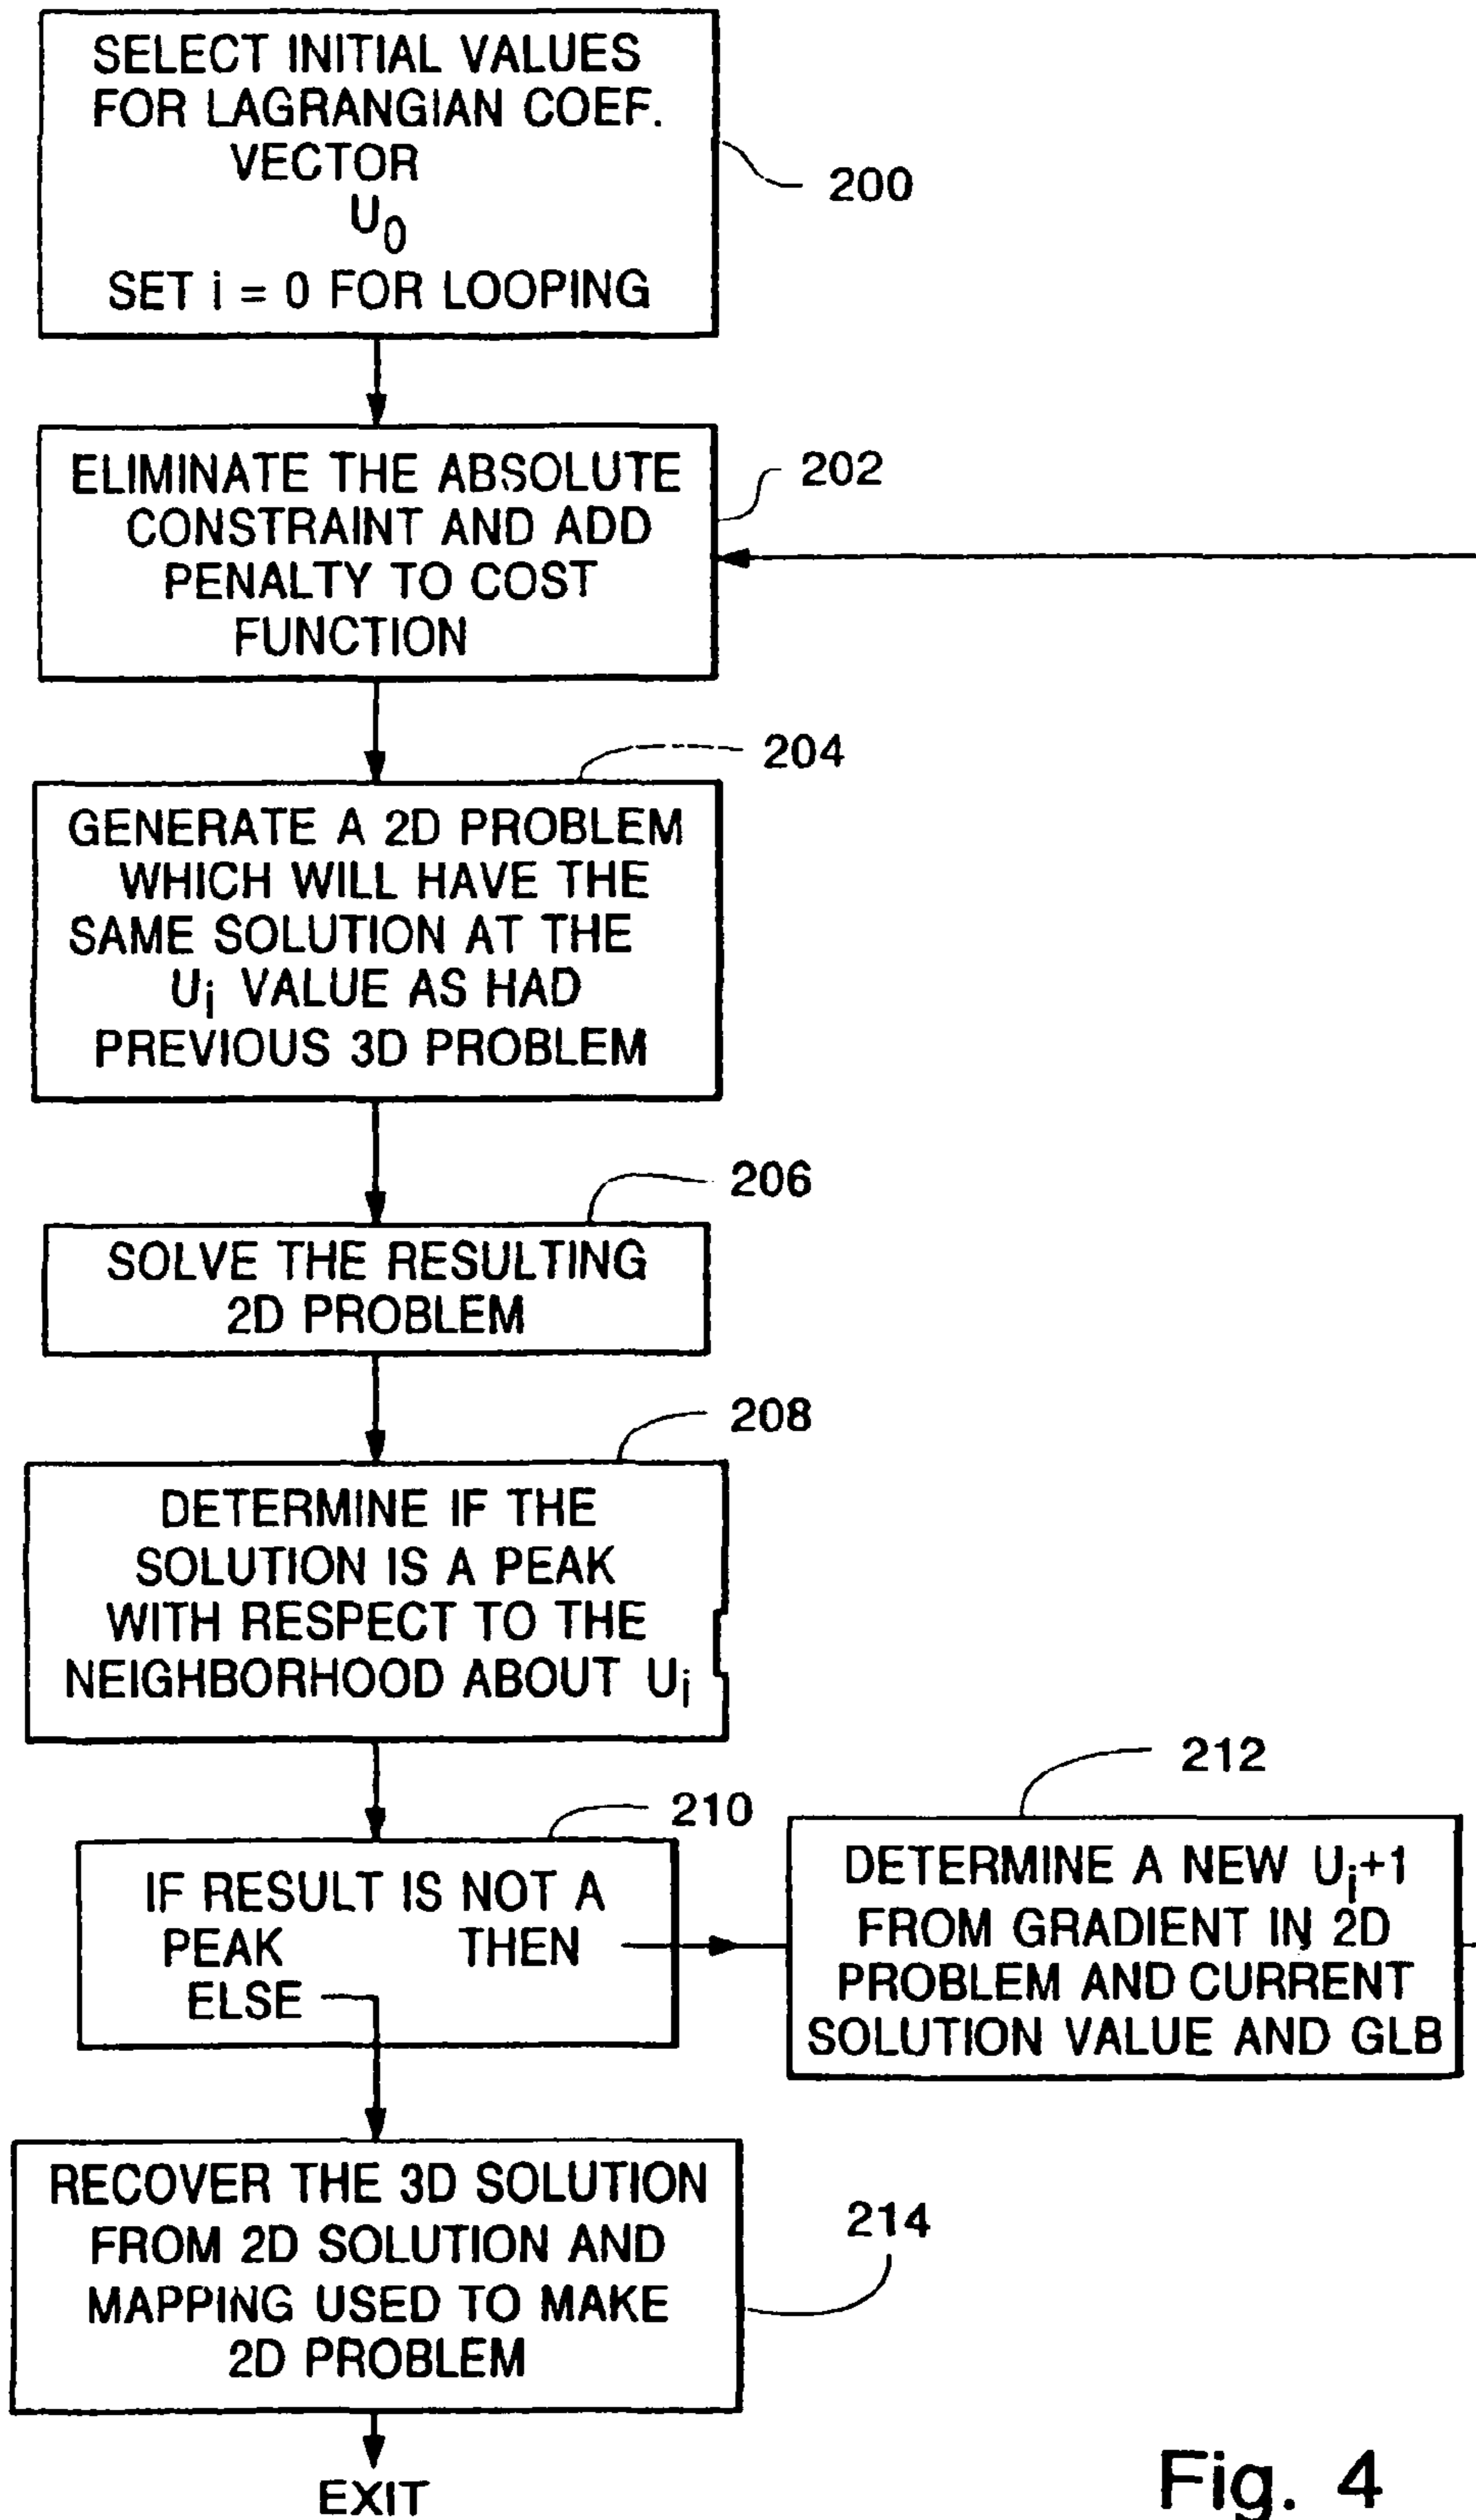 SELECT INITIAL VALUES
FOR LAGRANGIAN COEF.
VECTOR
U0
SET i = 0 FOR LOOPING
200
ELIMINATE THE ABSOLUTE
CONSTRAINT AND ADD
PENALTY TO COST
FUNCTION
202
204
GENERATE A 2D PROBLEM
WHICH WILL HAVE THE
SAME SOLUTION AT THE
Ui VALUE AS HAD
PREVIOUS 3D PROBLEM
206
SOLVE THE RESULTING
2D PROBLEM
208
DETERMINE IF THE
SOLUTION IS A PEAK
WITH RESPECT TO THE
NEIGHBORHOOD ABOUT Ui
210
IF RESULT IS NOT A
PEAK THEN
ELSE
212
DETERMINE A NEW Ui+1
FROM GRADIENT IN 2D
PROBLEM AND CURRENT
SOLUTION VALUE AND GLB
RECOVER THE 3D SOLUTION
FROM 2D SOLUTION AND
MAPPING USED TO MAKE
2D PROBLEM
214
EXIT
Fig. 4